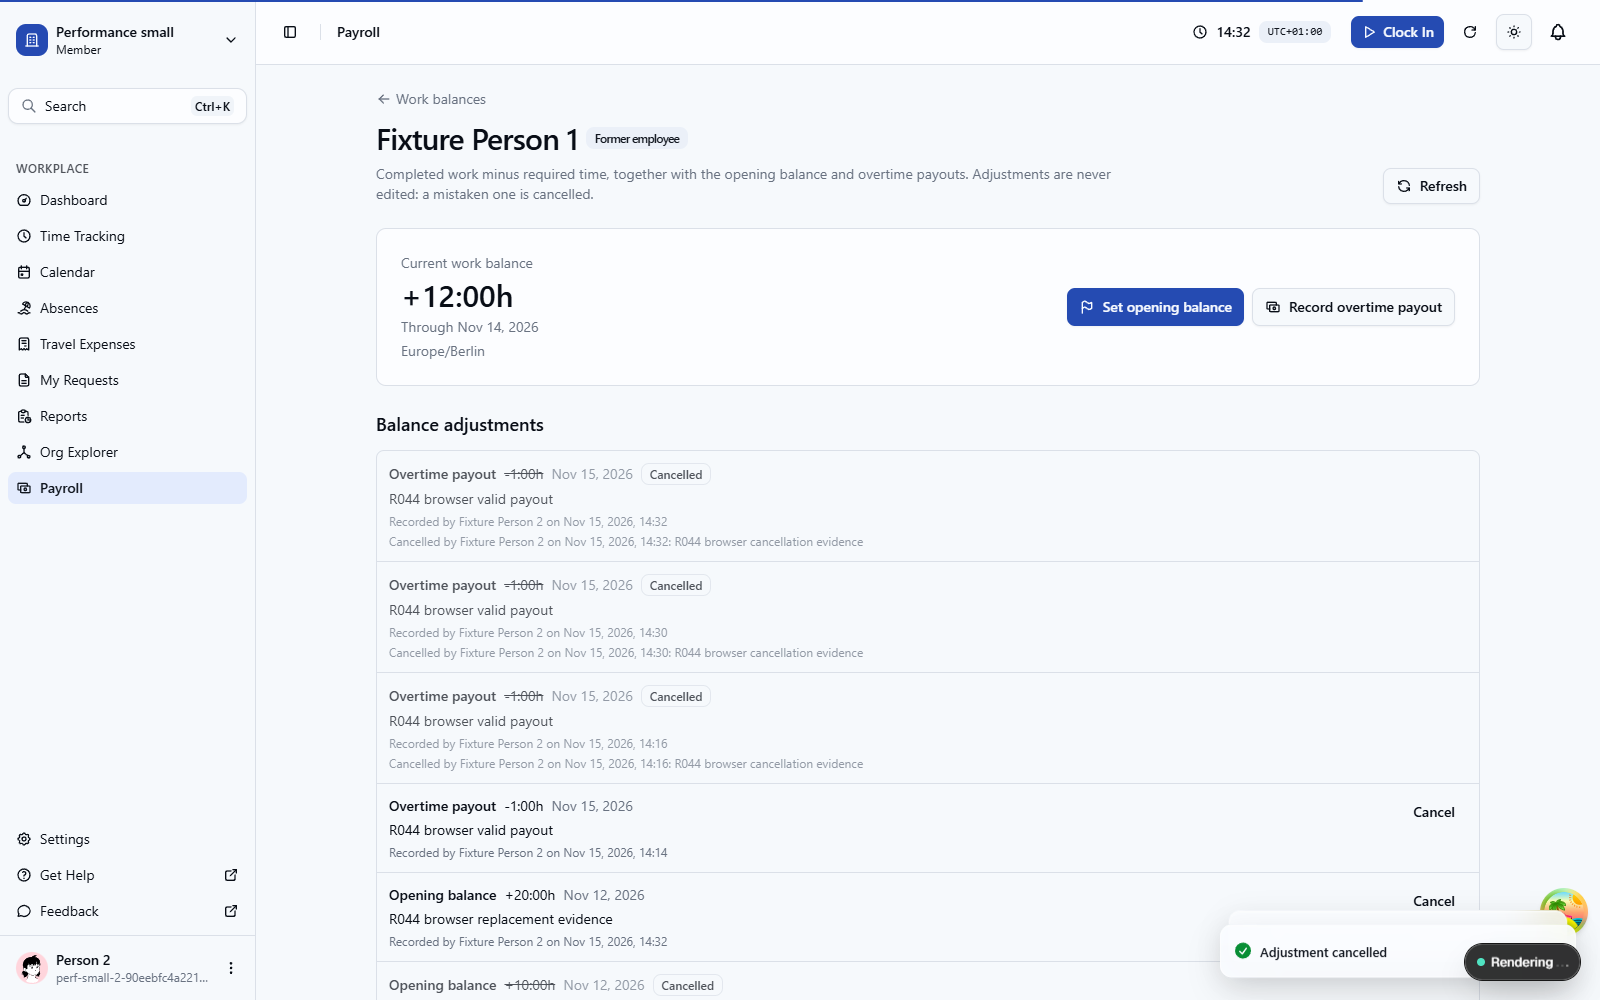 Performance small
Member
Payroll
14:32
UTC+01:00
Clock In
Search
Ctrl+K
WORKPLACE
Dashboard
Time Tracking
Calendar
Absences
Travel Expenses
My Requests
Reports
Org Explorer
Payroll
Settings
Get Help
Feedback
Person 2
perf-small-2-90eebfc4a221...
Work balances
Fixture Person 1 Former employee
Completed work minus required time, together with the opening balance and overtime payouts. Adjustments are never
edited: a mistaken one is cancelled.
Refresh
Current work balance
+12:00h
Through Nov 14, 2026
Europe/Berlin
Set opening balance
Record overtime payout
Balance adjustments
Overtime payout -1:00h Nov 15, 2026 Cancelled
R044 browser valid payout
Recorded by Fixture Person 2 on Nov 15, 2026, 14:32
Cancelled by Fixture Person 2 on Nov 15, 2026, 14:32: R044 browser cancellation evidence
Overtime payout -1:00h Nov 15, 2026 Cancelled
R044 browser valid payout
Recorded by Fixture Person 2 on Nov 15, 2026, 14:30
Cancelled by Fixture Person 2 on Nov 15, 2026, 14:30: R044 browser cancellation evidence
Overtime payout -1:00h Nov 15, 2026 Cancelled
R044 browser valid payout
Recorded by Fixture Person 2 on Nov 15, 2026, 14:16
Cancelled by Fixture Person 2 on Nov 15, 2026, 14:16: R044 browser cancellation evidence
Overtime payout -1:00h Nov 15, 2026
Cancel
R044 browser valid payout
Recorded by Fixture Person 2 on Nov 15, 2026, 14:14
Opening balance +20:00h Nov 12, 2026
Cancel
R044 browser replacement evidence
Recorded by Fixture Person 2 on Nov 15, 2026, 14:32
Opening balance +10:00h Nov 12, 2026 Cancelled
Adjustment cancelled
Rendering...